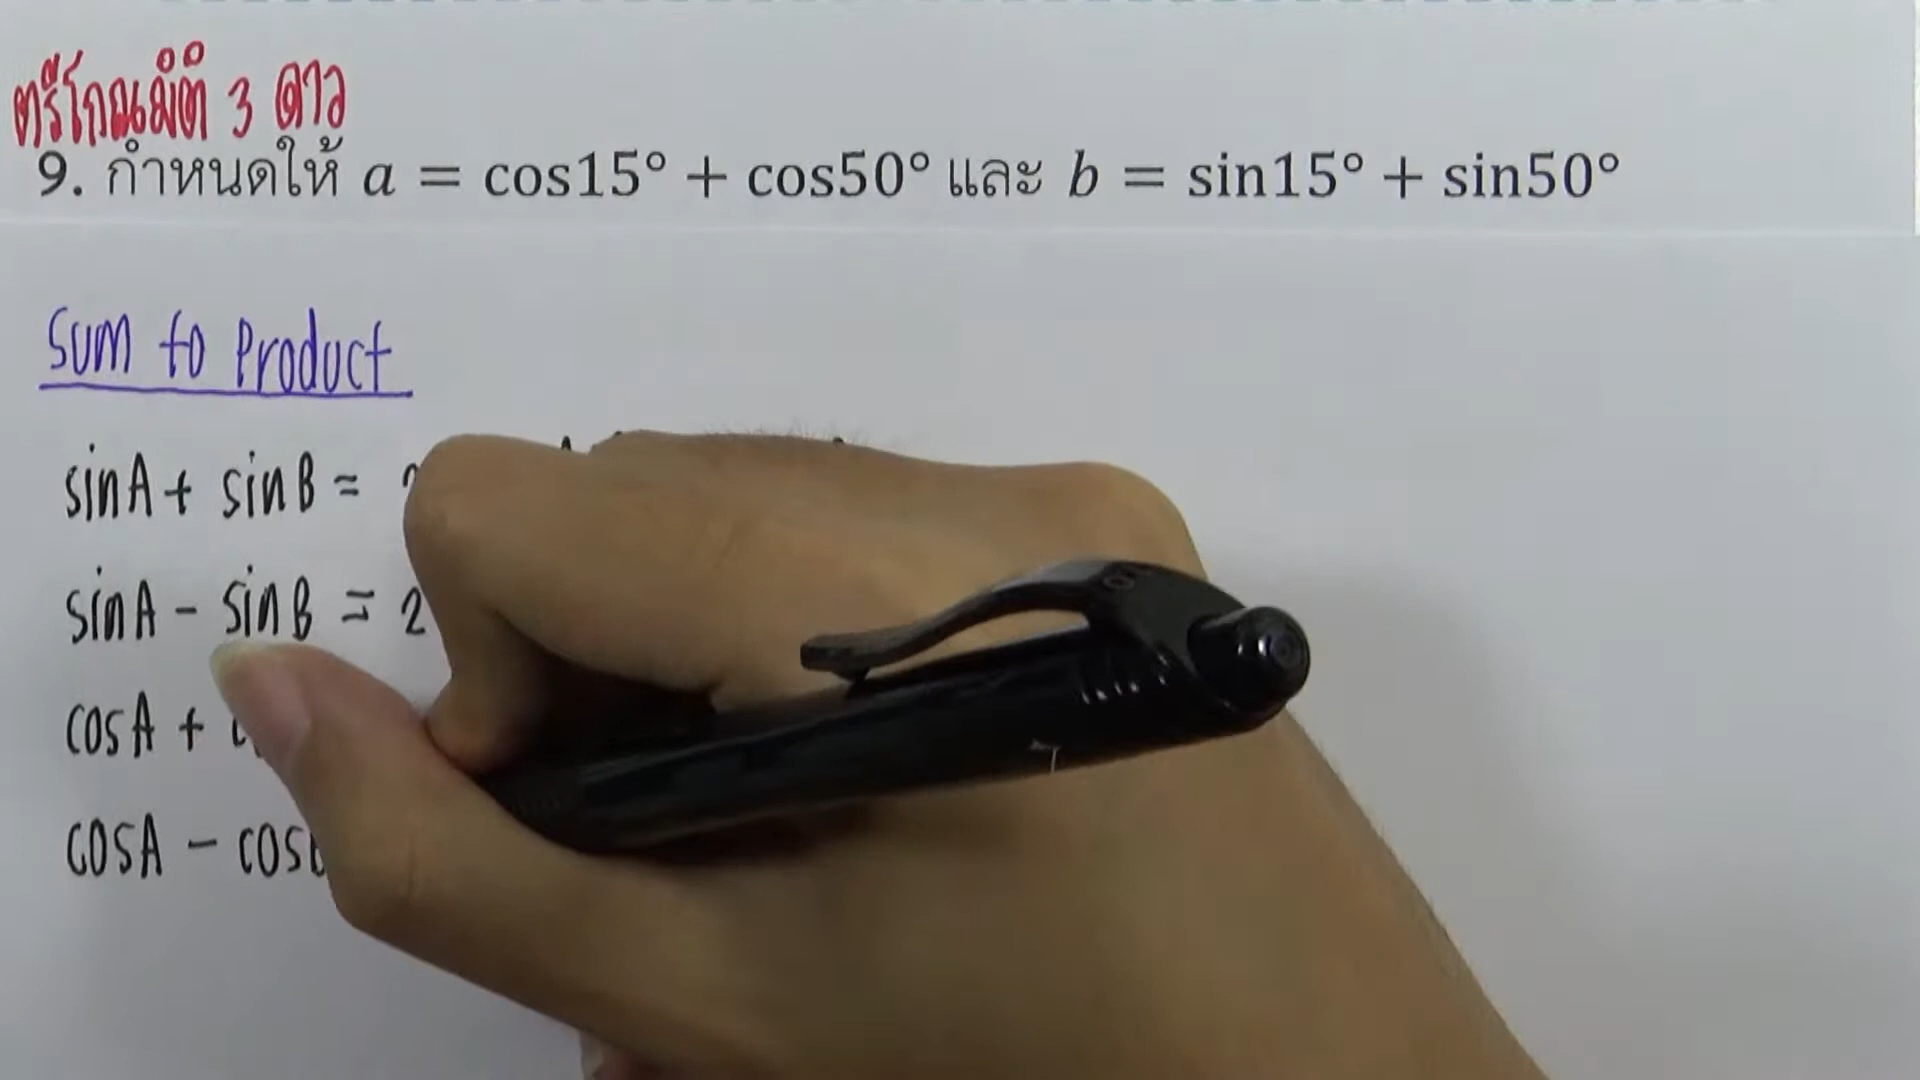 ตรีโกณมิติ 3 ดาว
9. กำหนดให้ a = cos15° + cos50° และ b = sin15° + sin50°
Sum to Product
sinA + sinB =
sinA - sinB = 2
cosA +
cosA - cos